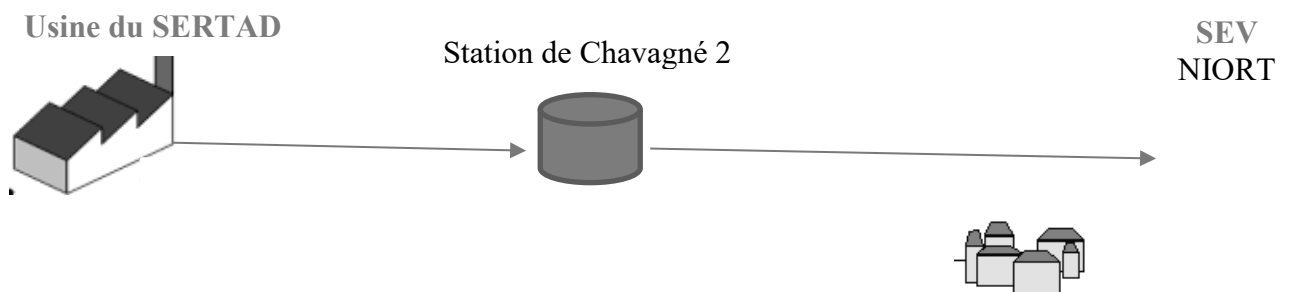 Usine du SERTAD
Station de Chavagné 2
SEV
NIORT